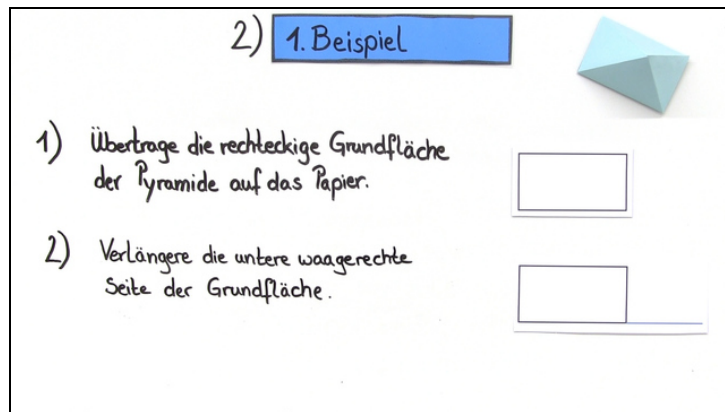 2) 1. Beispiel
1) Übertrage die rechteckige Grundfläche
der Pyramide auf das Papier.
2) Verlängere die untere waagerechte
Seite der Grundfläche.